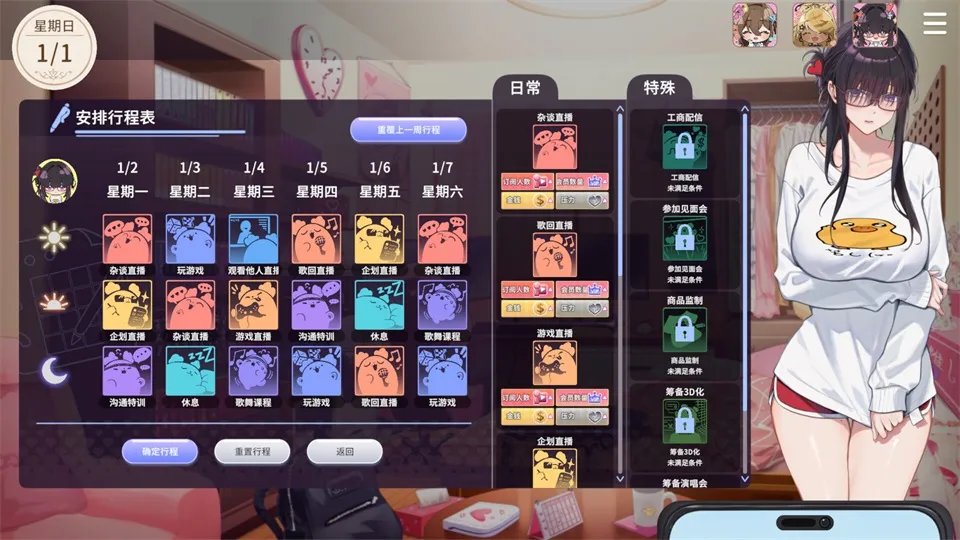 星期日
1/1
安排行程表
重覆上一周行程
1/2 1/3 1/4 1/5 1/6 1/7
星期一 星期二 星期三 星期四 星期五 星期六
杂谈直播 玩游戏 观看他人直播 歌回直播 企划直播 杂谈直播
企划直播 杂谈直播 游戏直播 沟通特训 休息 歌舞课程
沟通特训 休息 歌舞课程 玩游戏 歌回直播 玩游戏
确定行程 重置行程 返回
日常
杂谈直播
订阅人数 会员数量
金钱 压力
歌回直播
订阅人数 会员数量
金钱 压力
游戏直播
订阅人数 会员数量
金钱 压力
企划直播
特殊
工商配信
工商配信
未满足条件
参加见面会
参加见面会
未满足条件
商品监制
商品监制
未满足条件
筹备3D化
筹备3D化
未满足条件
筹备演唱会